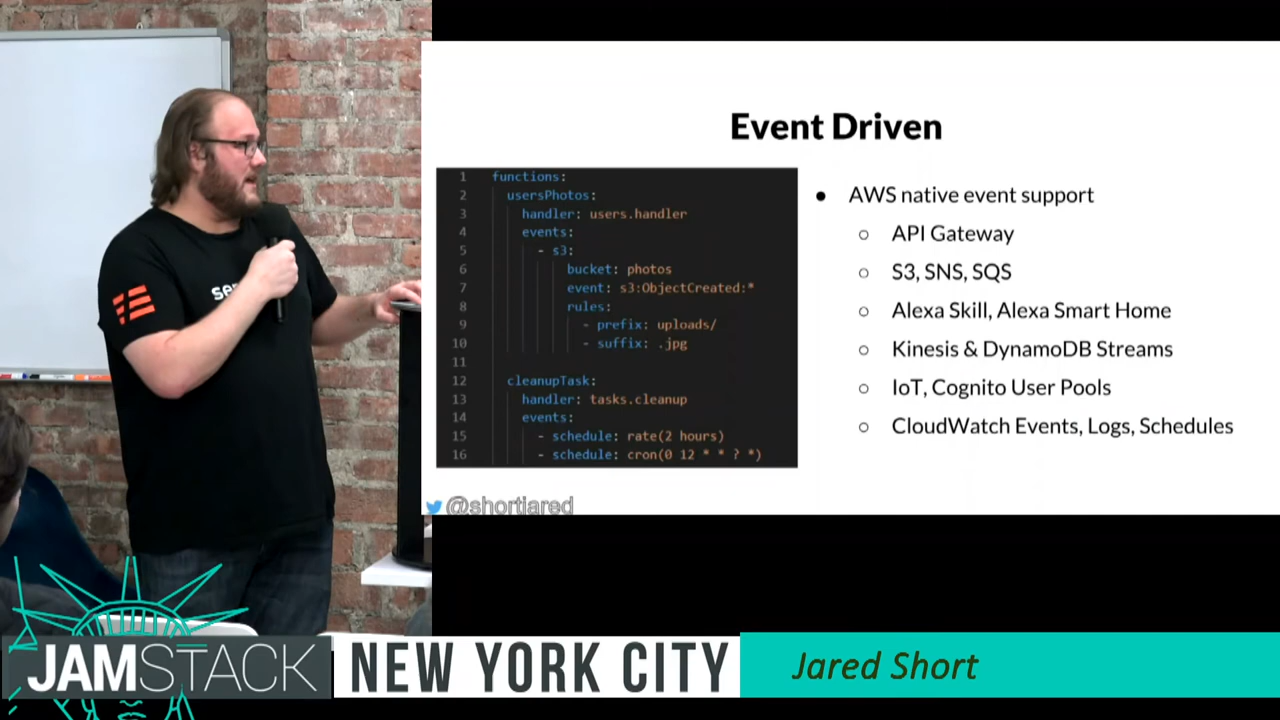 Event Driven
1 functions:
2 usersPhotos:
3 handler: users.handler
4 events:
5 - s3:
6 bucket: photos
7 event: s3:ObjectCreated:*
8 rules:
9 - prefix: uploads/
10 - suffix: .jpg
11
12 cleanupTask:
13 handler: tasks.cleanup
14 events:
15 - schedule: rate(2 hours)
16 - schedule: cron(0 12 * * ? *)
● AWS native event support
○ API Gateway
○ S3, SNS, SQS
○ Alexa Skill, Alexa Smart Home
○ Kinesis & DynamoDB Streams
○ IoT, Cognito User Pools
○ CloudWatch Events, Logs, Schedules
@shortjared
JAMSTACK NEW YORK CITY Jared Short